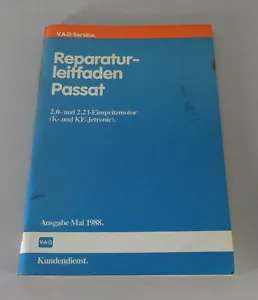 V.A.G Service.
Reparatur-
leitfaden
Passat
2,0- und 2,2 l-Einspritzmotor
(K- und KE-Jetronic).
Ausgabe Mai 1988.
V·A·G
Kundendienst.